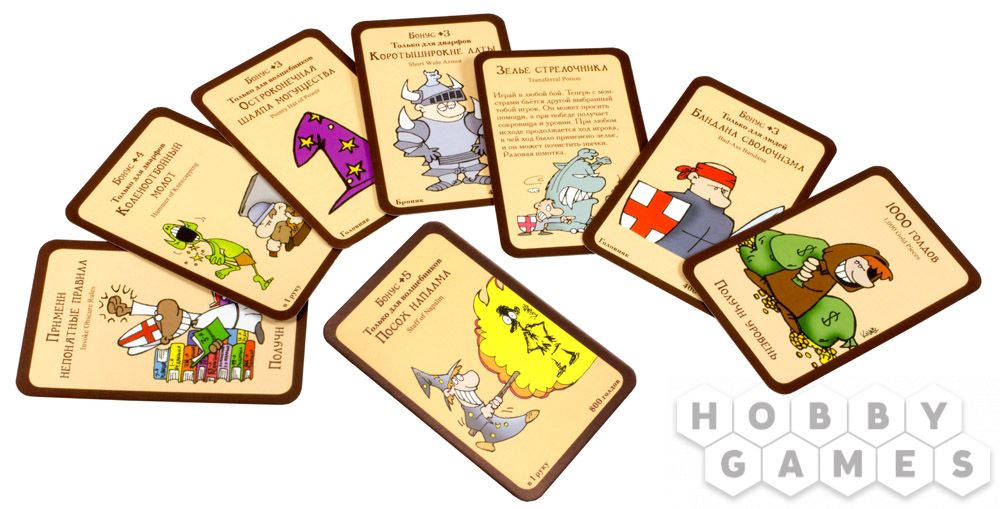 Примени
непонятные правила
Invoke Obscure Rules
Получи
Бонус +4
Только для дварфов
Коленоотбойный
молот
Hammer of Kneecapping
в 1 руку
Бонус +3
Только для волшебников
Остроконечная
шляпа могущества
Pointy Hat of Power
Головняк
Бонус +3
Только для дварфов
Коротыширокие латы
Short Wide Armor
Броник
Зелье стрелочника
Transferral Potion
Играй в любой бой. Теперь с мон-
страми бьётся другой выбранный
тобой игрок. Он может просить
помощи, а при победе получает
сокровища и уровни. При любом
исходе продолжается ход игрока,
в чей ход было применено зелье,
и он может почистить нычки.
Разовая шмотка.
Бонус +3
Только для людей
Бандана сволочизма
Bad-Ass Bandana
Головняк
400
1000 голдов
1,000 Gold Pieces
Получи уровень
Бонус +5
Только для волшебников
Посох напалма
Staff of Napalm
в 1 руку
800 голдов
HOBBY
GAMES